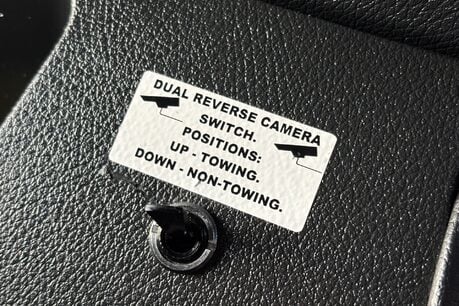 DUAL REVERSE CAMERA
SWITCH.
POSITIONS:
UP - TOWING.
DOWN - NON-TOWING.